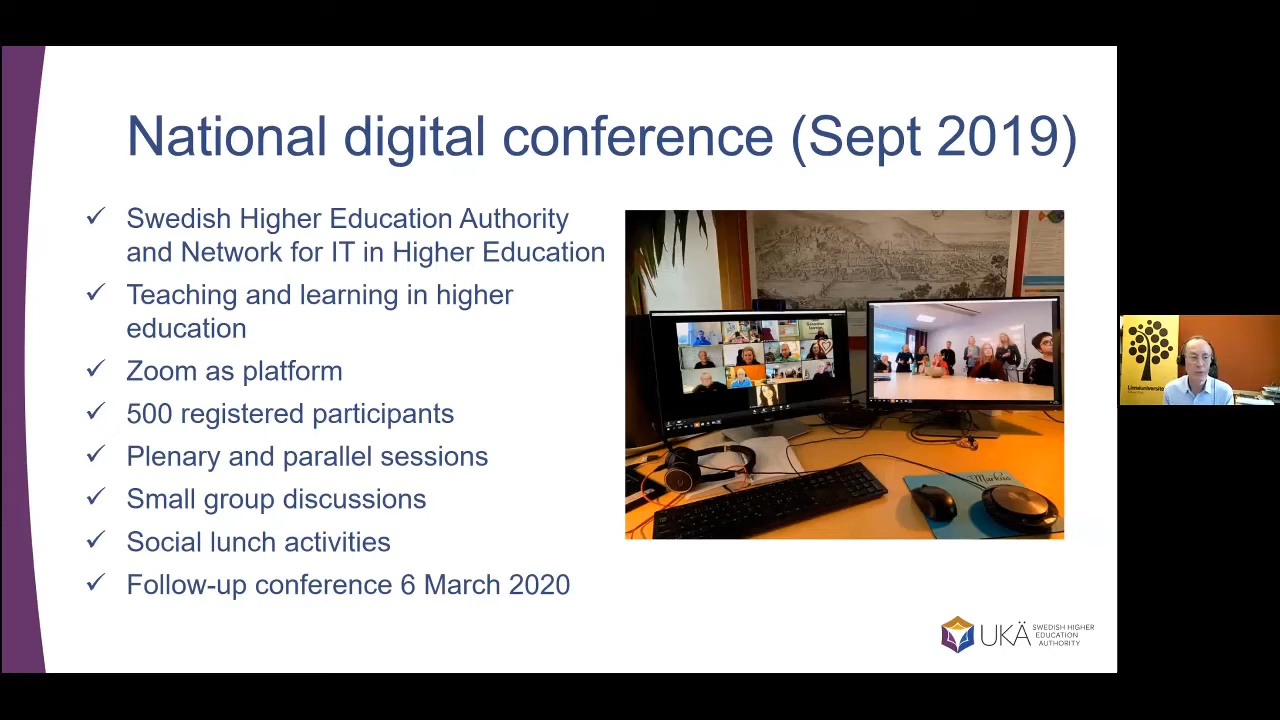 National digital conference (Sept 2019)
✓ Swedish Higher Education Authority
and Network for IT in Higher Education
✓ Teaching and learning in higher
education
✓ Zoom as platform
✓ 500 registered participants
✓ Plenary and parallel sessions
✓ Small group discussions
✓ Social lunch activities
✓ Follow-up conference 6 March 2020
Markus
UKÄ
SWEDISH HIGHER
EDUCATION
AUTHORITY
Linnéuniversitetet